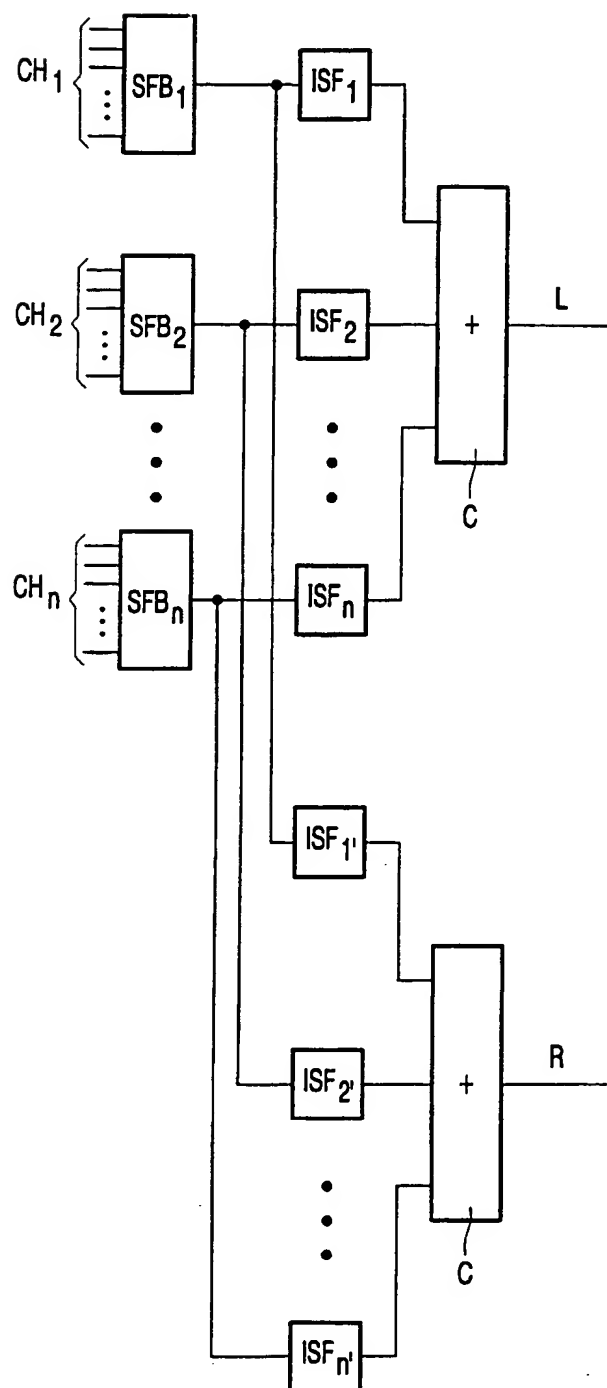 CH₁
SFB₁
ISF₁
CH₂
SFB₂
ISF₂
+
L
C
CHₙ
SFBₙ
ISFₙ
ISF₁'
ISF₂'
+
R
C
ISFₙ'